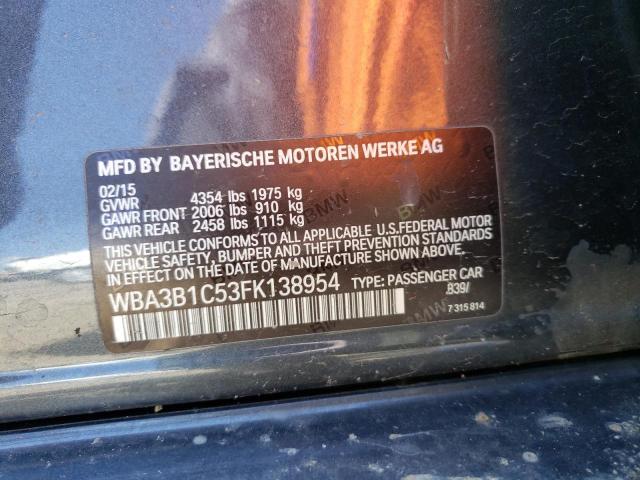 MFD BY BAYERISCHE MOTOREN WERKE AG
02/15
GVWR 4354 lbs 1975 kg
GAWR FRONT 2006 lbs 910 kg
GAWR REAR 2458 lbs 1115 kg
THIS VEHICLE CONFORMS TO ALL APPLICABLE U.S.FEDERAL MOTOR
VEHICLE SAFETY, BUMPER, AND THEFT PREVENTION STANDARDS
IN EFFECT ON THE DATE OF MANUFACTURE SHOWN ABOVE.
WBA3B1C53FK138954 TYPE: PASSENGER CAR
839/
7 315 814